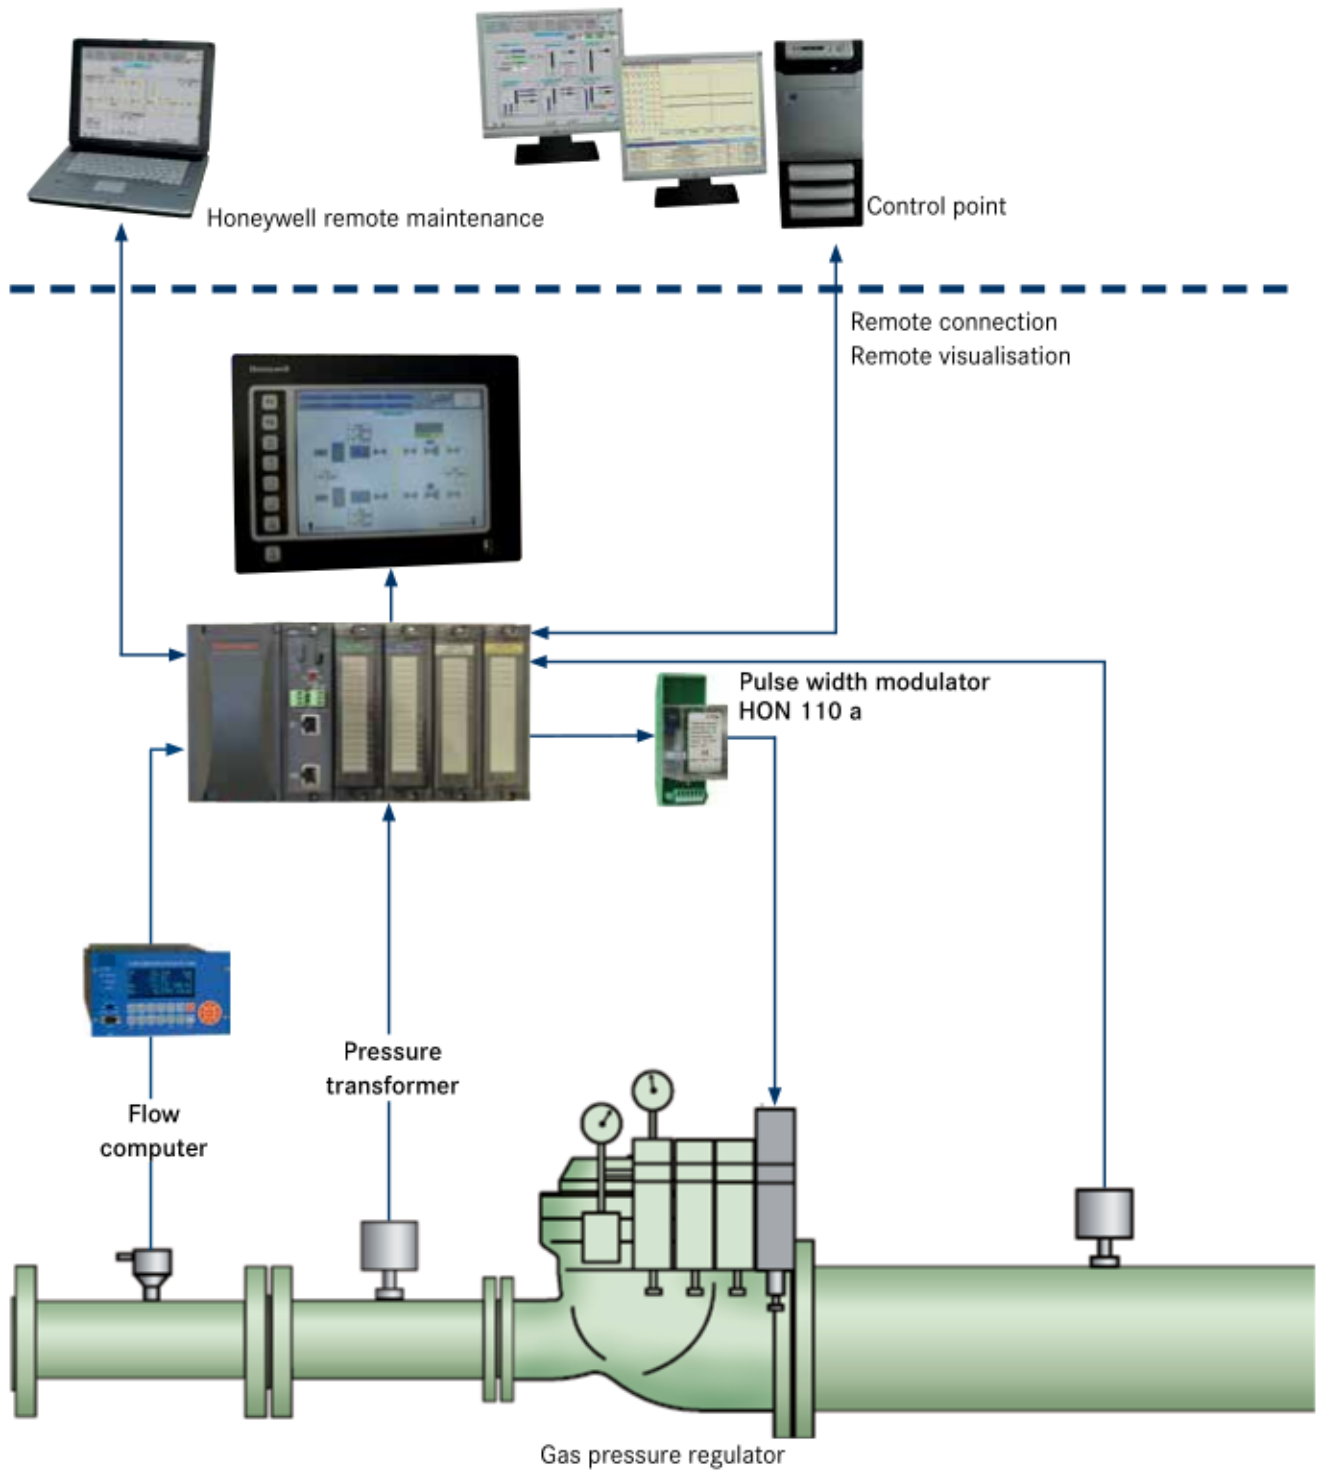 Honeywell remote maintenance
Control point
Remote connection
Remote visualisation
Honeywell
Pulse width modulator
HON 110 a
Pressure
transformer
Flow
computer
Gas pressure regulator